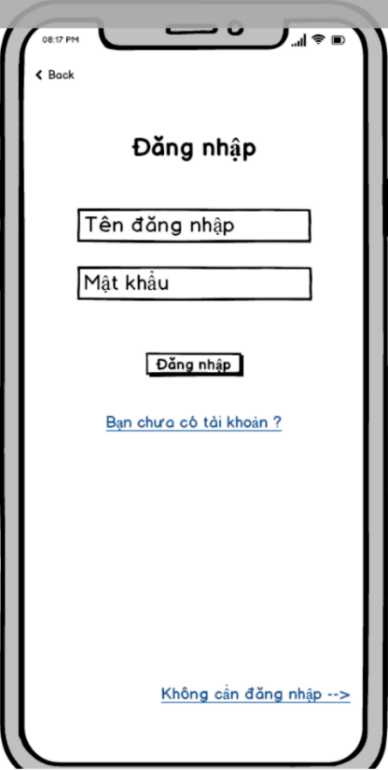 08:17 PM
Back
Đăng nhập
Tên đăng nhập
Mật khẩu
Đăng nhập
Bạn chưa có tài khoản ?
Không cần đăng nhập -->